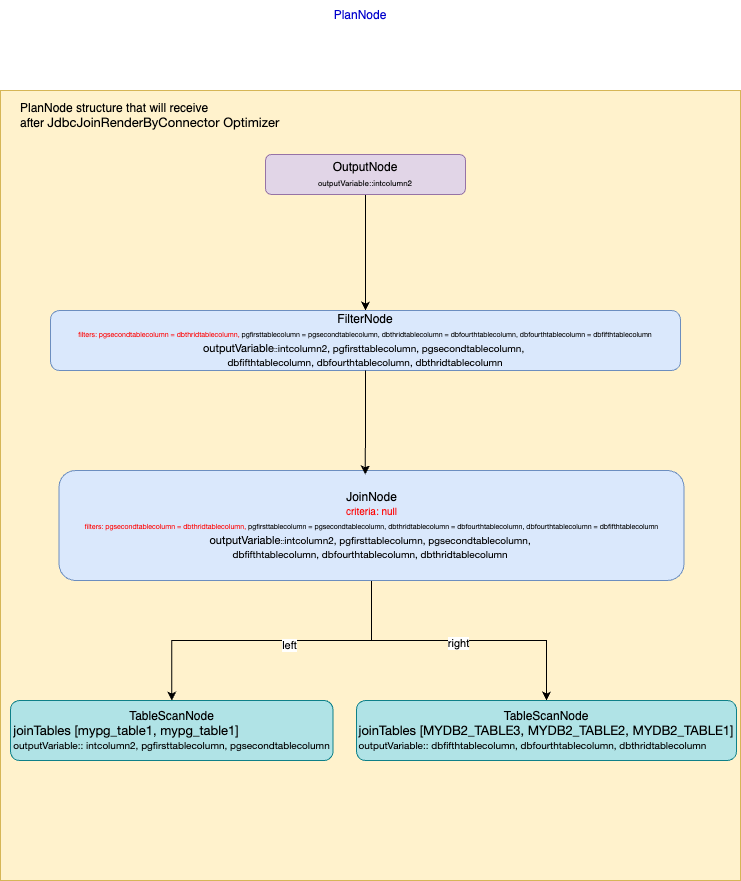 PlanNode
PlanNode structure that will receive
after JdbcJoinRenderByConnector Optimizer
OutputNode
outputVariable::intcolumn2
FilterNode
filters: pgsecondtablecolumn = dbthridtablecolumn, pgfirsttablecolumn = pgsecondtablecolumn, dbthridtablecolumn = dbfourthtablecolumn, dbfourthtablecolumn = dbfifthtablecolumn
outputVariable::intcolumn2, pgfirsttablecolumn, pgsecondtablecolumn,
dbfifthtablecolumn, dbfourthtablecolumn, dbthridtablecolumn
JoinNode
criteria: null
filters: pgsecondtablecolumn = dbthridtablecolumn, pgfirsttablecolumn = pgsecondtablecolumn, dbthridtablecolumn = dbfourthtablecolumn, dbfourthtablecolumn = dbfifthtablecolumn
outputVariable::intcolumn2, pgfirsttablecolumn, pgsecondtablecolumn,
dbfifthtablecolumn, dbfourthtablecolumn, dbthridtablecolumn
left
right
TableScanNode
joinTables [mypg_table1, mypg_table1]
outputVariable:: intcolumn2, pgfirsttablecolumn, pgsecondtablecolumn
TableScanNode
joinTables [MYDB2_TABLE3, MYDB2_TABLE2, MYDB2_TABLE1]
outputVariable:: dbfifthtablecolumn, dbfourthtablecolumn, dbthridtablecolumn